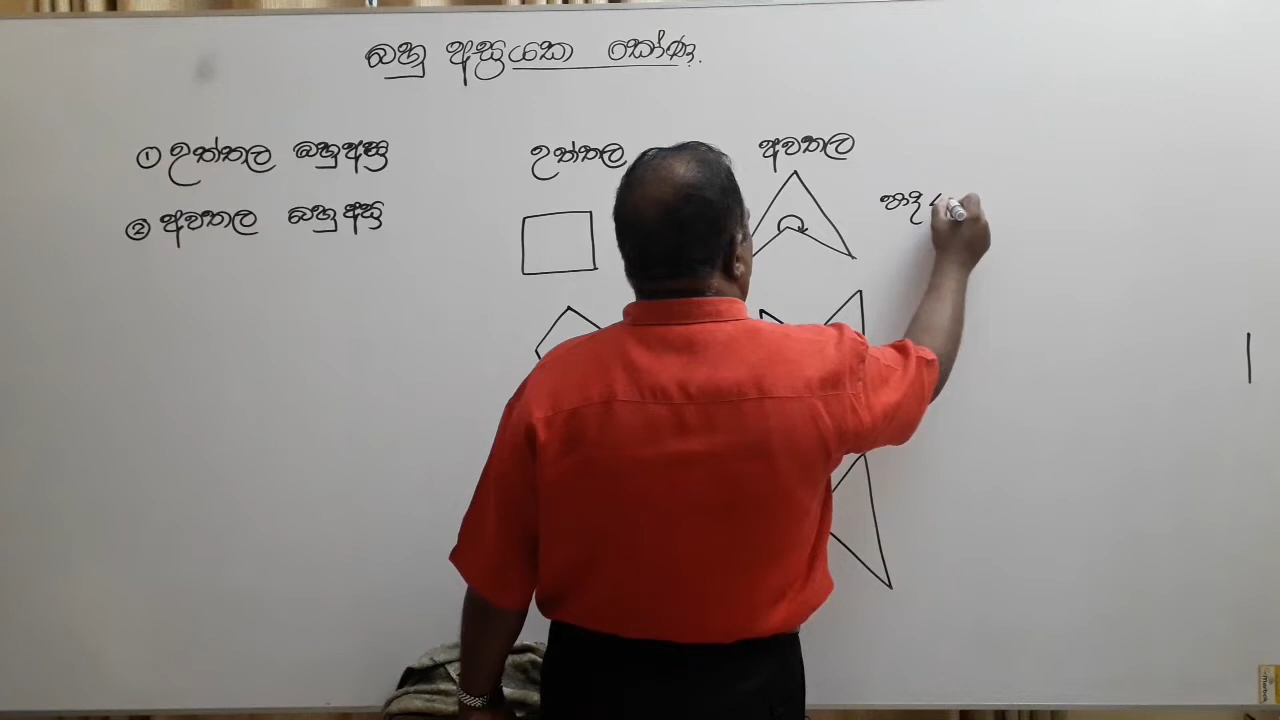 බහු අස්‍රයක කෝණ.
① උත්තල බහුඅස්‍ර
② අවතල බහුඅස්‍ර
උත්තල
අවතල